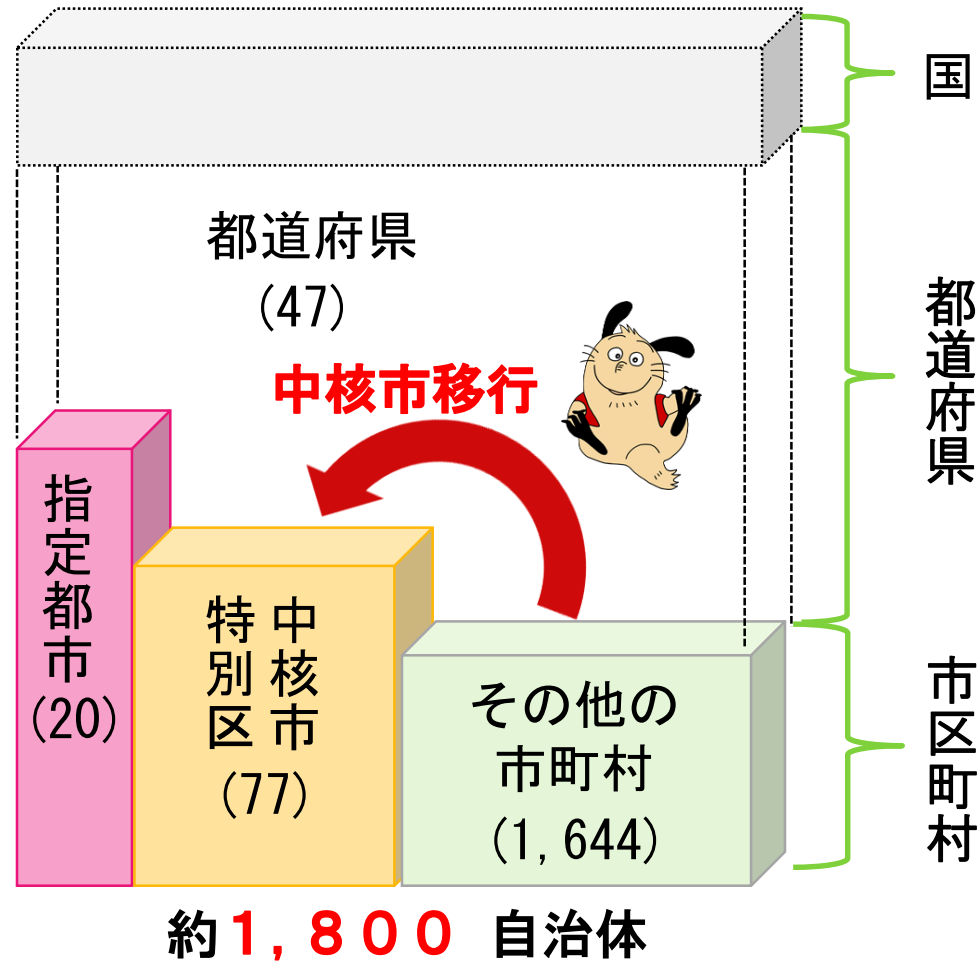 国
都道府県
(47)
中核市移行
都道府県
指定都市
(20)
中核市
特別区
(77)
その他の
市町村
(1,644)
市区町村
約１,８００ 自治体